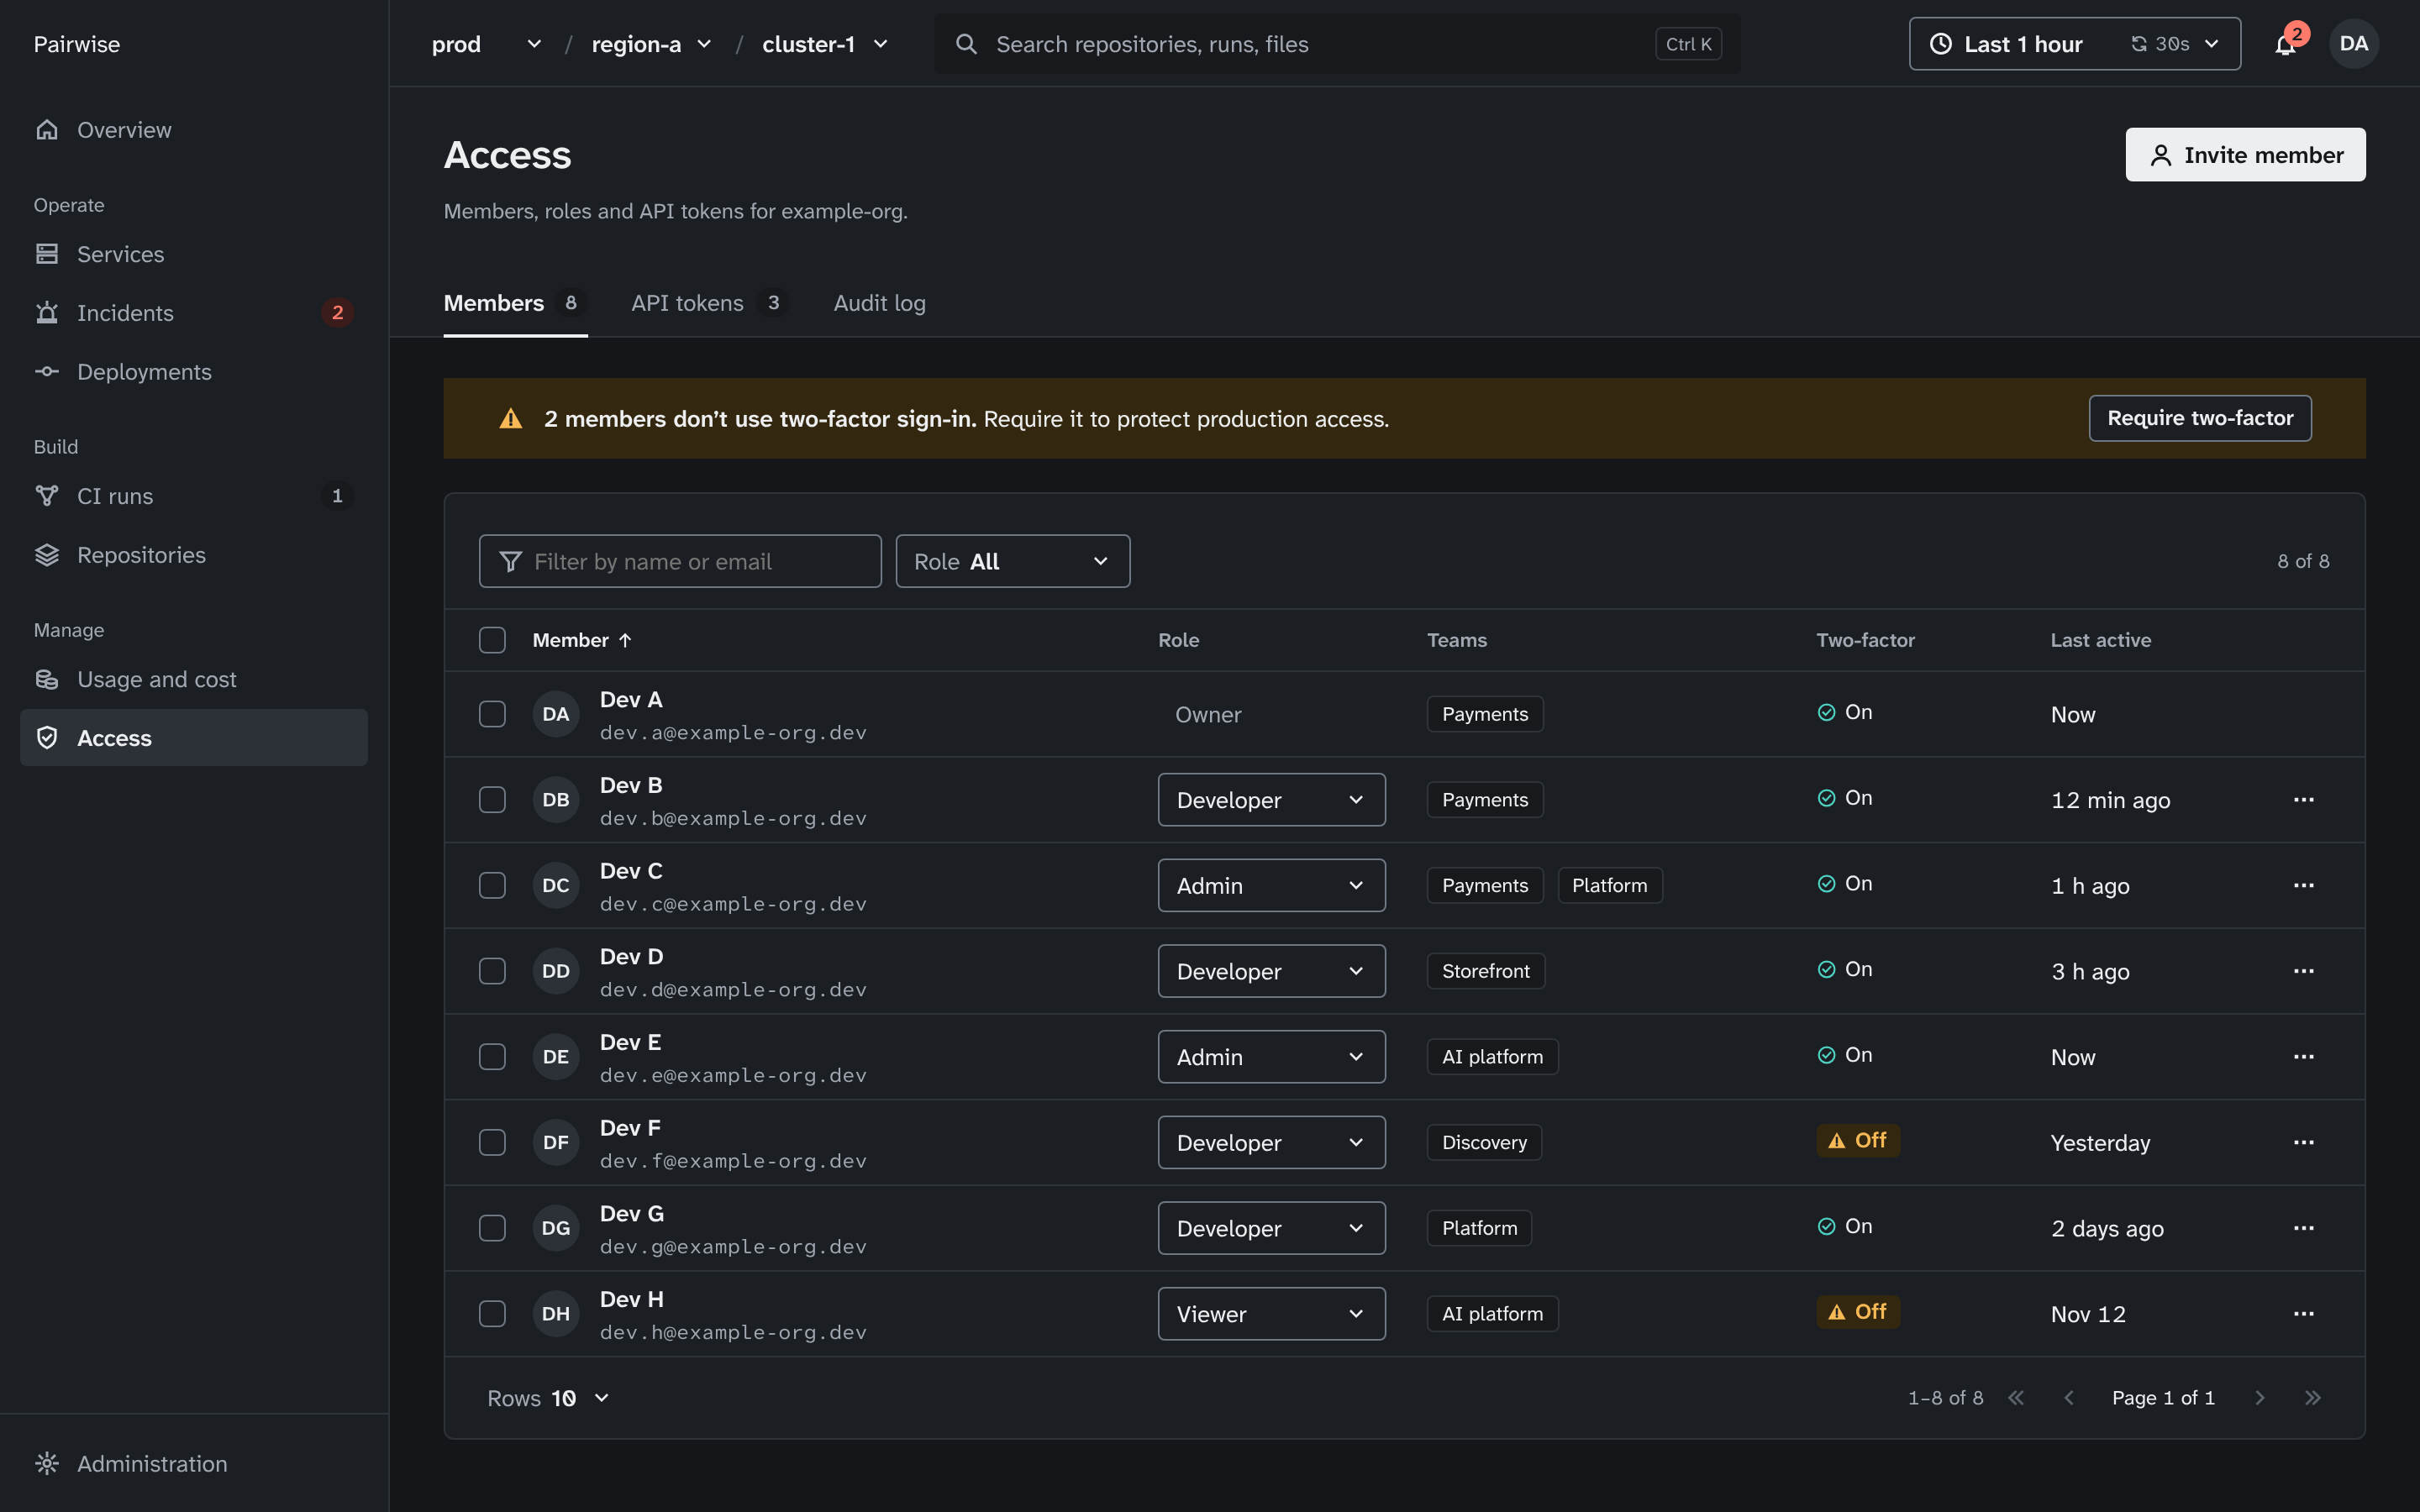 Pairwise
prod / region-a / cluster-1
Search repositories, runs, files
Ctrl K
Last 1 hour
30s
2
DA
Overview
Operate
Services
Incidents 2
Deployments
Build
CI runs 1
Repositories
Manage
Usage and cost
Access
Administration
Access
Members, roles and API tokens for example-org.
Invite member
Members 8
API tokens 3
Audit log
2 members don’t use two-factor sign-in. Require it to protect production access.
Require two-factor
Filter by name or email
Role All
8 of 8
Member Role Teams Two-factor Last active
DA Dev A Owner Payments On Now
dev.a@example-org.dev
DB Dev B Developer Payments On 12 min ago
dev.b@example-org.dev
DC Dev C Admin Payments Platform On 1 h ago
dev.c@example-org.dev
DD Dev D Developer Storefront On 3 h ago
dev.d@example-org.dev
DE Dev E Admin AI platform On Now
dev.e@example-org.dev
DF Dev F Developer Discovery Off Yesterday
dev.f@example-org.dev
DG Dev G Developer Platform On 2 days ago
dev.g@example-org.dev
DH Dev H Viewer AI platform Off Nov 12
dev.h@example-org.dev
Rows 10
1–8 of 8
Page 1 of 1